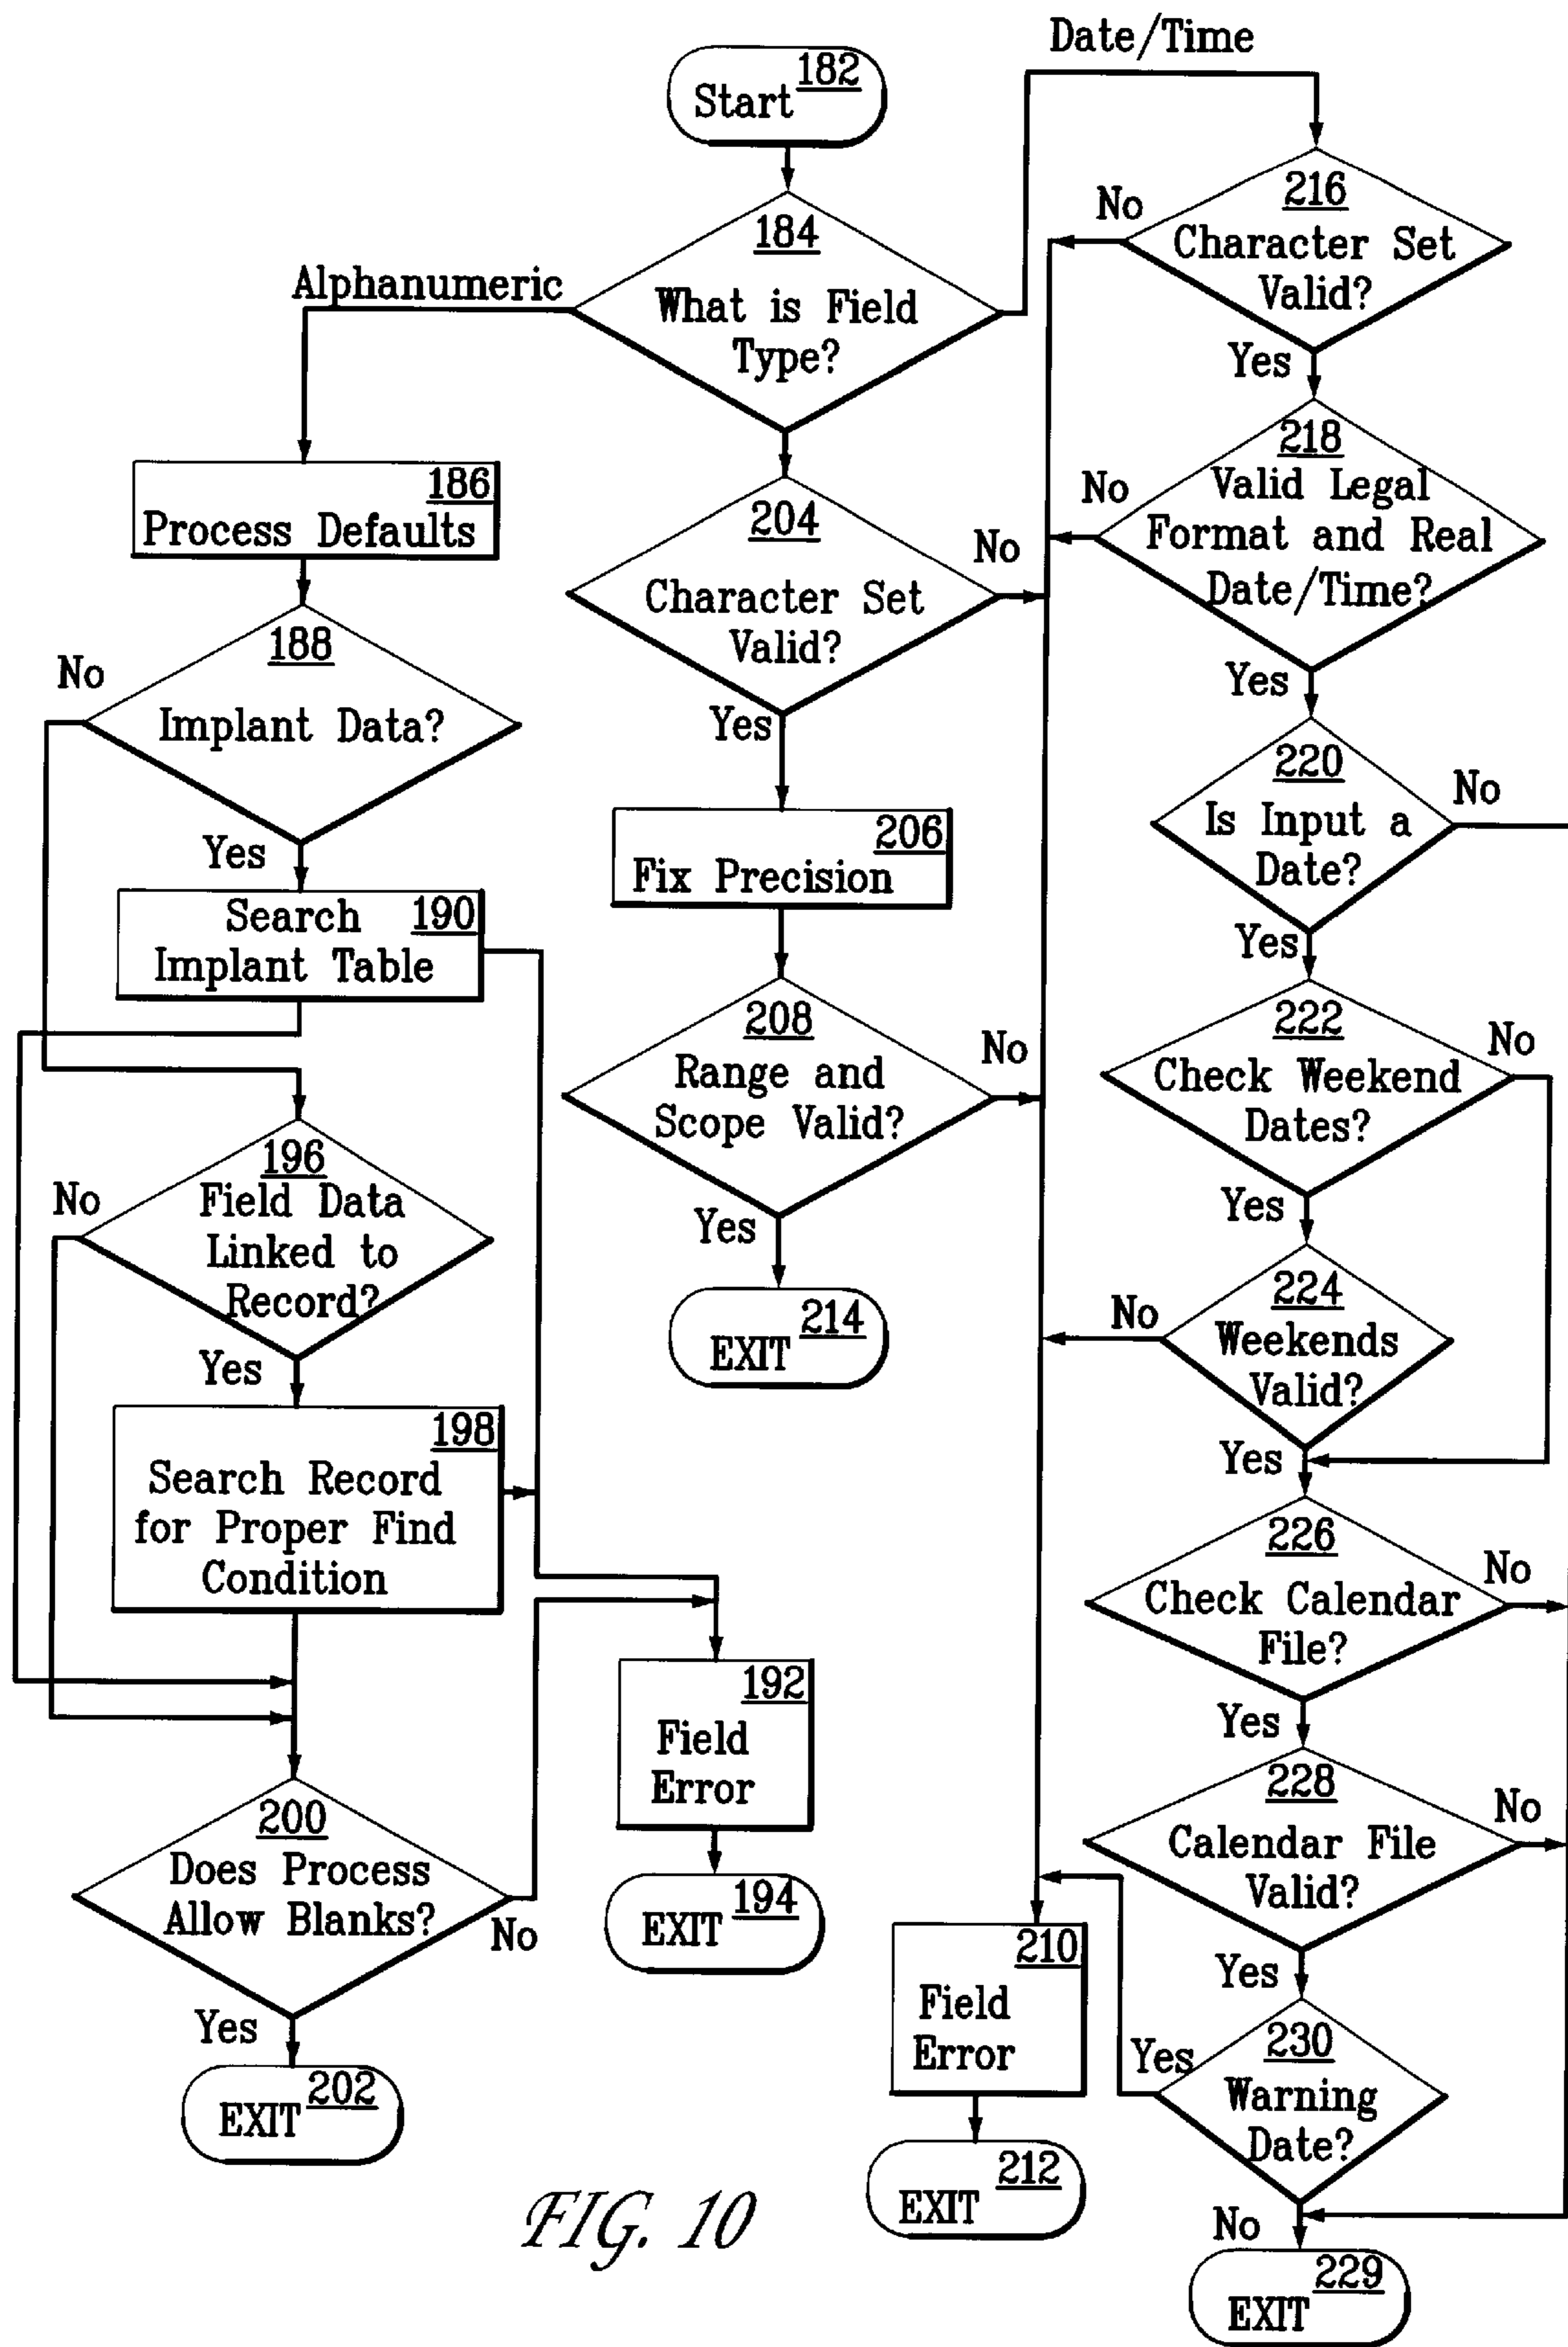 Date/Time
182
Start
184
What is Field
Type?
Alphanumeric
216
Character Set
Valid?
No
Yes
186
Process Defaults
204
Character Set
Valid?
No
Yes
218
Valid Legal
Format and Real
Date/Time?
No
Yes
188
Implant Data?
No
Yes
220
Is Input a
Date?
No
Yes
206
Fix Precision
190
Search
Implant Table
222
Check Weekend
Dates?
No
Yes
208
Range and
Scope Valid?
No
Yes
196
Field Data
Linked to
Record?
No
Yes
214
EXIT
224
Weekends
Valid?
No
Yes
198
Search Record
for Proper Find
Condition
226
Check Calendar
File?
No
Yes
192
Field
Error
194
EXIT
200
Does Process
Allow Blanks?
No
Yes
202
EXIT
228
Calendar File
Valid?
No
Yes
210
Field
Error
212
EXIT
230
Warning
Date?
Yes
No
229
EXIT
FIG. 10